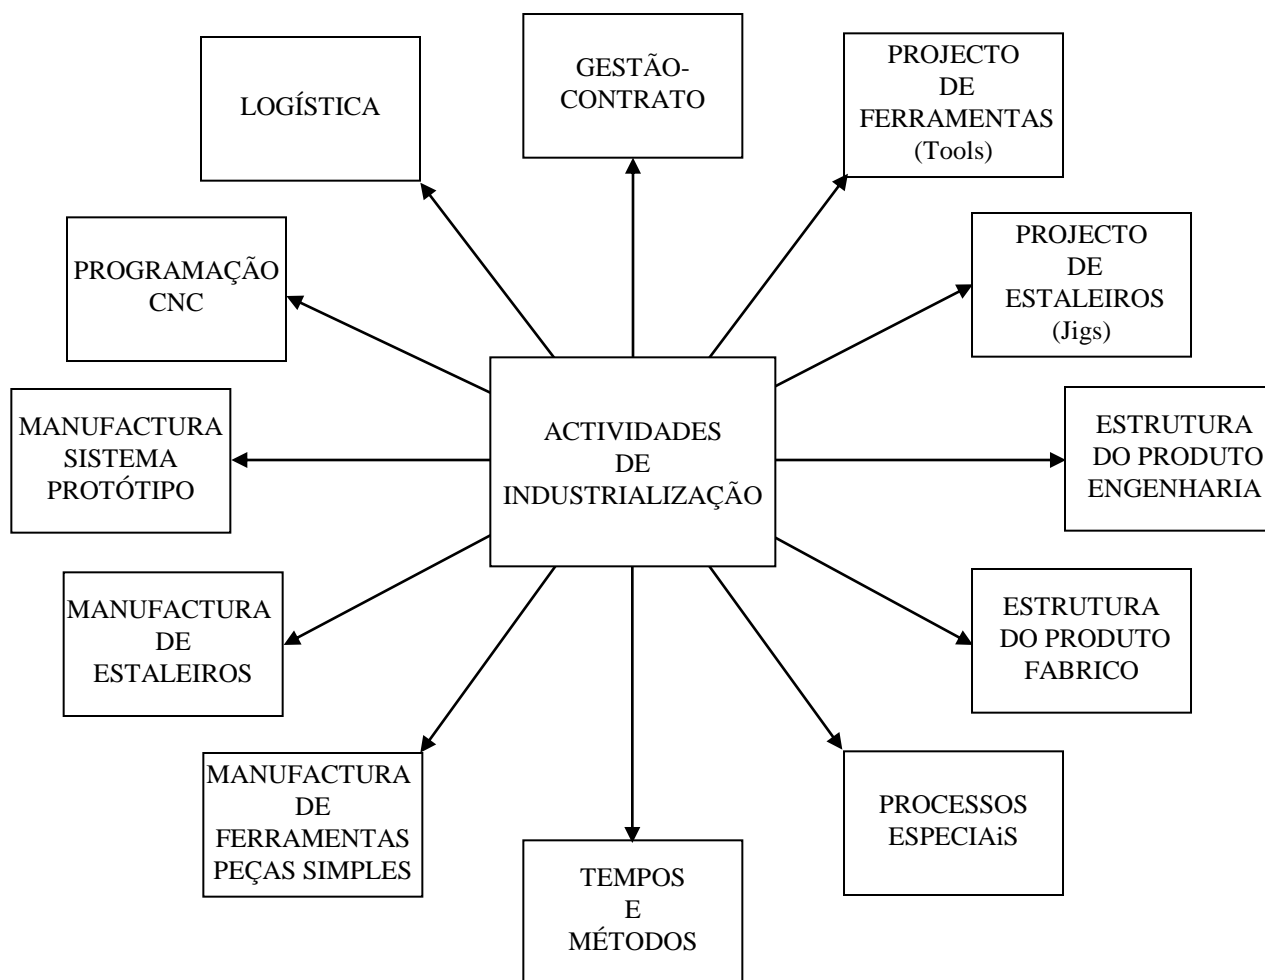 GESTÃO-
CONTRATO
PROJECTO
DE
FERRAMENTAS
(Tools)
LOGÍSTICA
PROJECTO
DE
ESTALEIROS
(Jigs)
PROGRAMAÇÃO
CNC
MANUFACTURA
SISTEMA
PROTÓTIPO
ACTIVIDADES
DE
INDUSTRIALIZAÇÃO
ESTRUTURA
DO PRODUTO
ENGENHARIA
MANUFACTURA
DE
ESTALEIROS
ESTRUTURA
DO PRODUTO
FABRICO
MANUFACTURA
DE
FERRAMENTAS
PEÇAS SIMPLES
PROCESSOS
ESPECIAiS
TEMPOS
E
MÉTODOS